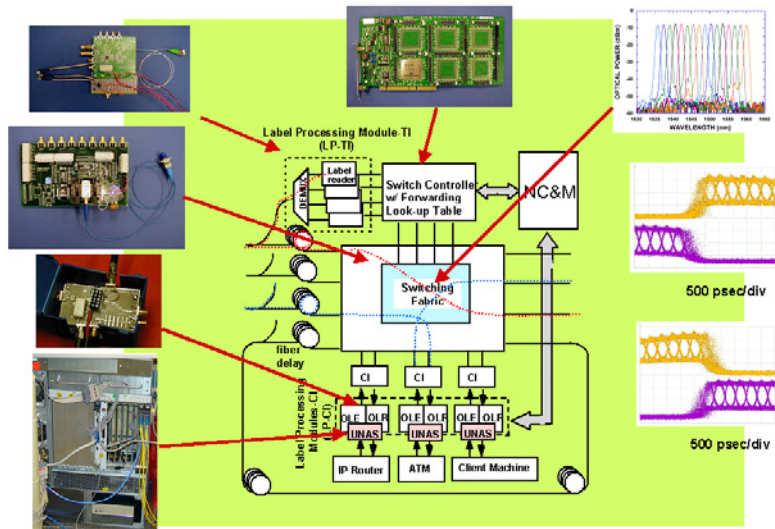 OPTICAL POWER (dBm)
WAVELENGTH (nm)
Label Processing Module-TI
(LP-TI)
DEMUX
Label
reader
Switch Controlle
w/ Forwarding
Look-up Table
NC&M
500 psec/div
Switching
Fabric
fiber
delay
CI
CI
CI
Label Processing
Modules-CI
(LP-CI)
OLE
OLR
OLE
OLR
OLE
OLR
UNAS
UNAS
UNAS
IP Router
ATM
Client Machine
500 psec/div